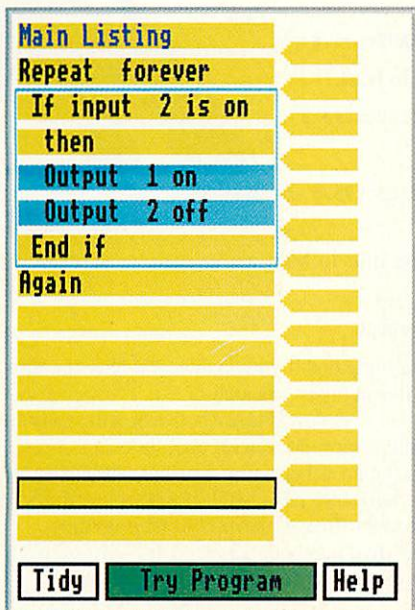 Main Listing
Repeat forever
If input 2 is on
then
Output 1 on
Output 2 off
End if
Again
Tidy Try Program Help